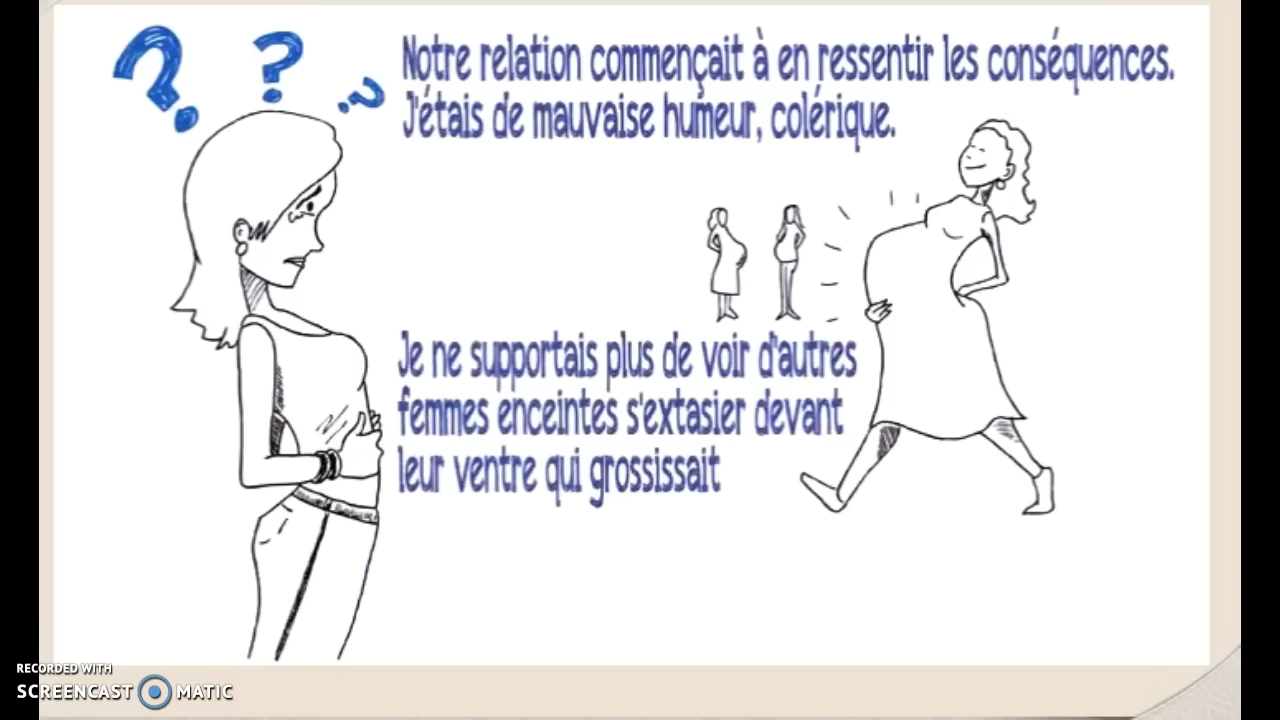 ? ? ?
Notre relation commençait à en ressentir les conséquences.
J'étais de mauvaise humeur, colérique.
Je ne supportais plus de voir d'autres
femmes enceintes s'extasier devant
leur ventre qui grossissait
RECORDED WITH
SCREENCAST MATIC